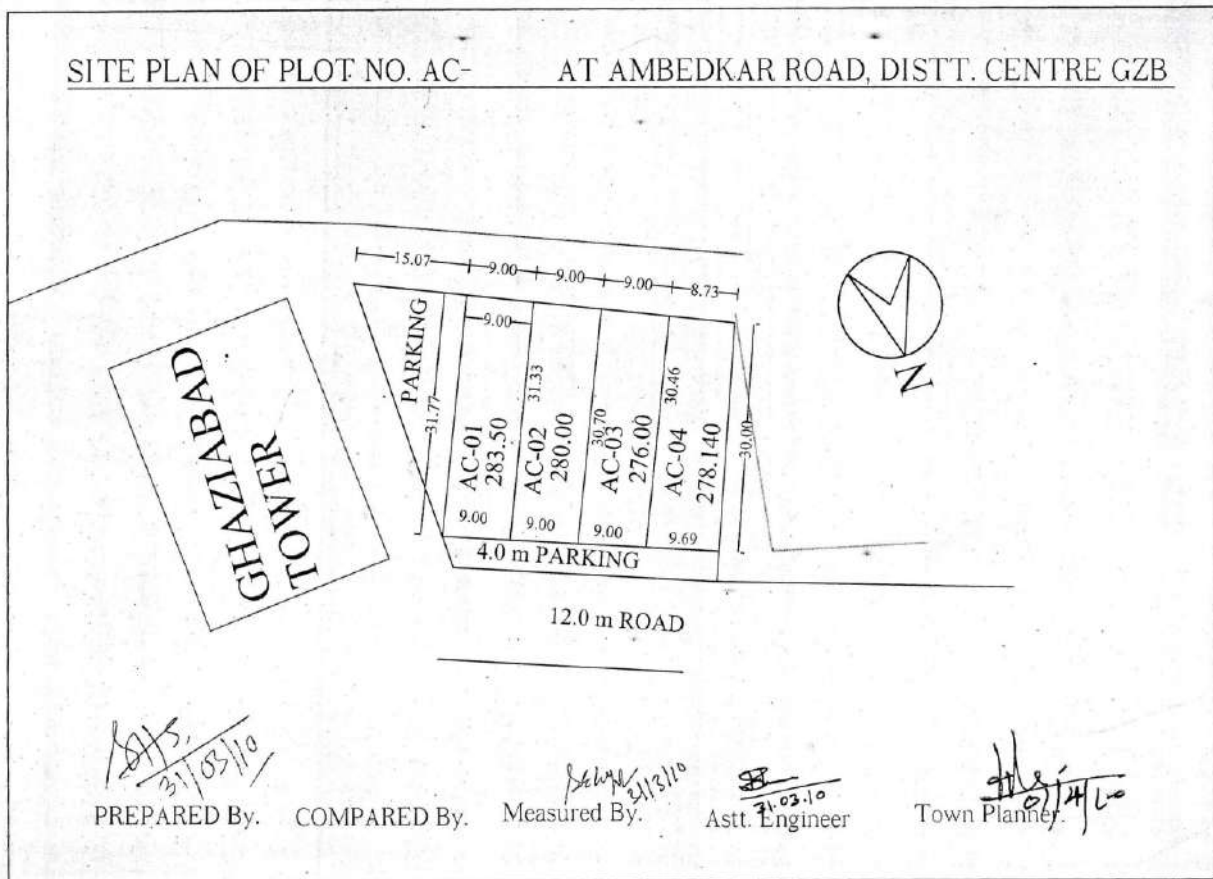 SITE PLAN OF PLOT NO. AC- AT AMBEDKAR ROAD, DISTT. CENTRE GZB
15.07 9.00 9.00 9.00 8.73
PARKING
9.00
31.77
31.33
30.70
30.46
30.00
GHAZIABAD
TOWER
AC-01
283.50
AC-02
280.00
AC-03
276.00
AC-04
278.140
9.00 9.00 9.00 9.69
N
4.0 m PARKING
12.0 m ROAD
31/03/10
31/3/10
31.03.10
PREPARED By. COMPARED By. Measured By. Astt. Engineer Town Planner.